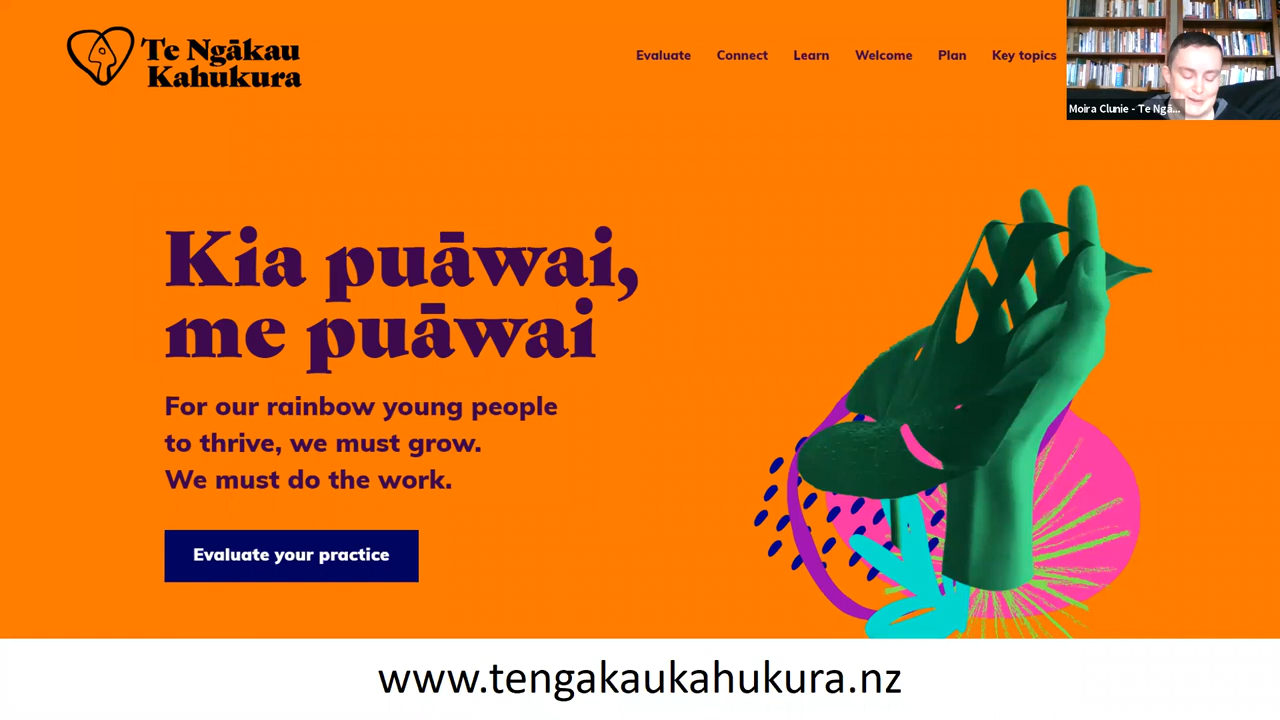 Te Ngākau
Kahukura
Evaluate Connect Learn Welcome Plan Key topics
Moira Clunie - Te Ngā...
Kia puāwai,
me puāwai
For our rainbow young people
to thrive, we must grow.
We must do the work.
Evaluate your practice
www.tengakaukahukura.nz